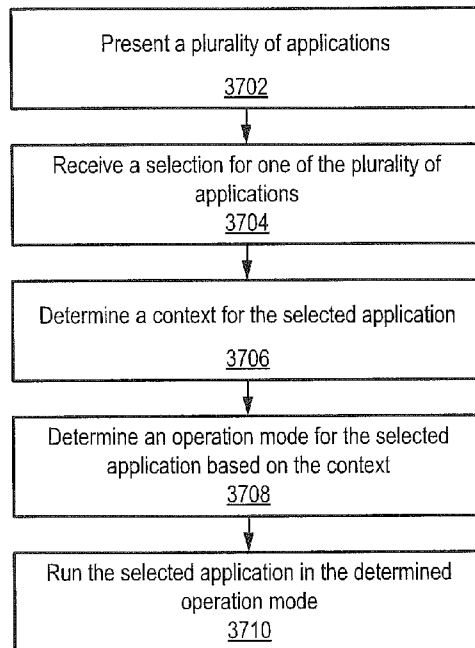 Present a plurality of applications
3702
Receive a selection for one of the plurality of
applications
3704
Determine a context for the selected application
3706
Determine an operation mode for the selected
application based on the context
3708
Run the selected application in the determined
operation mode
3710